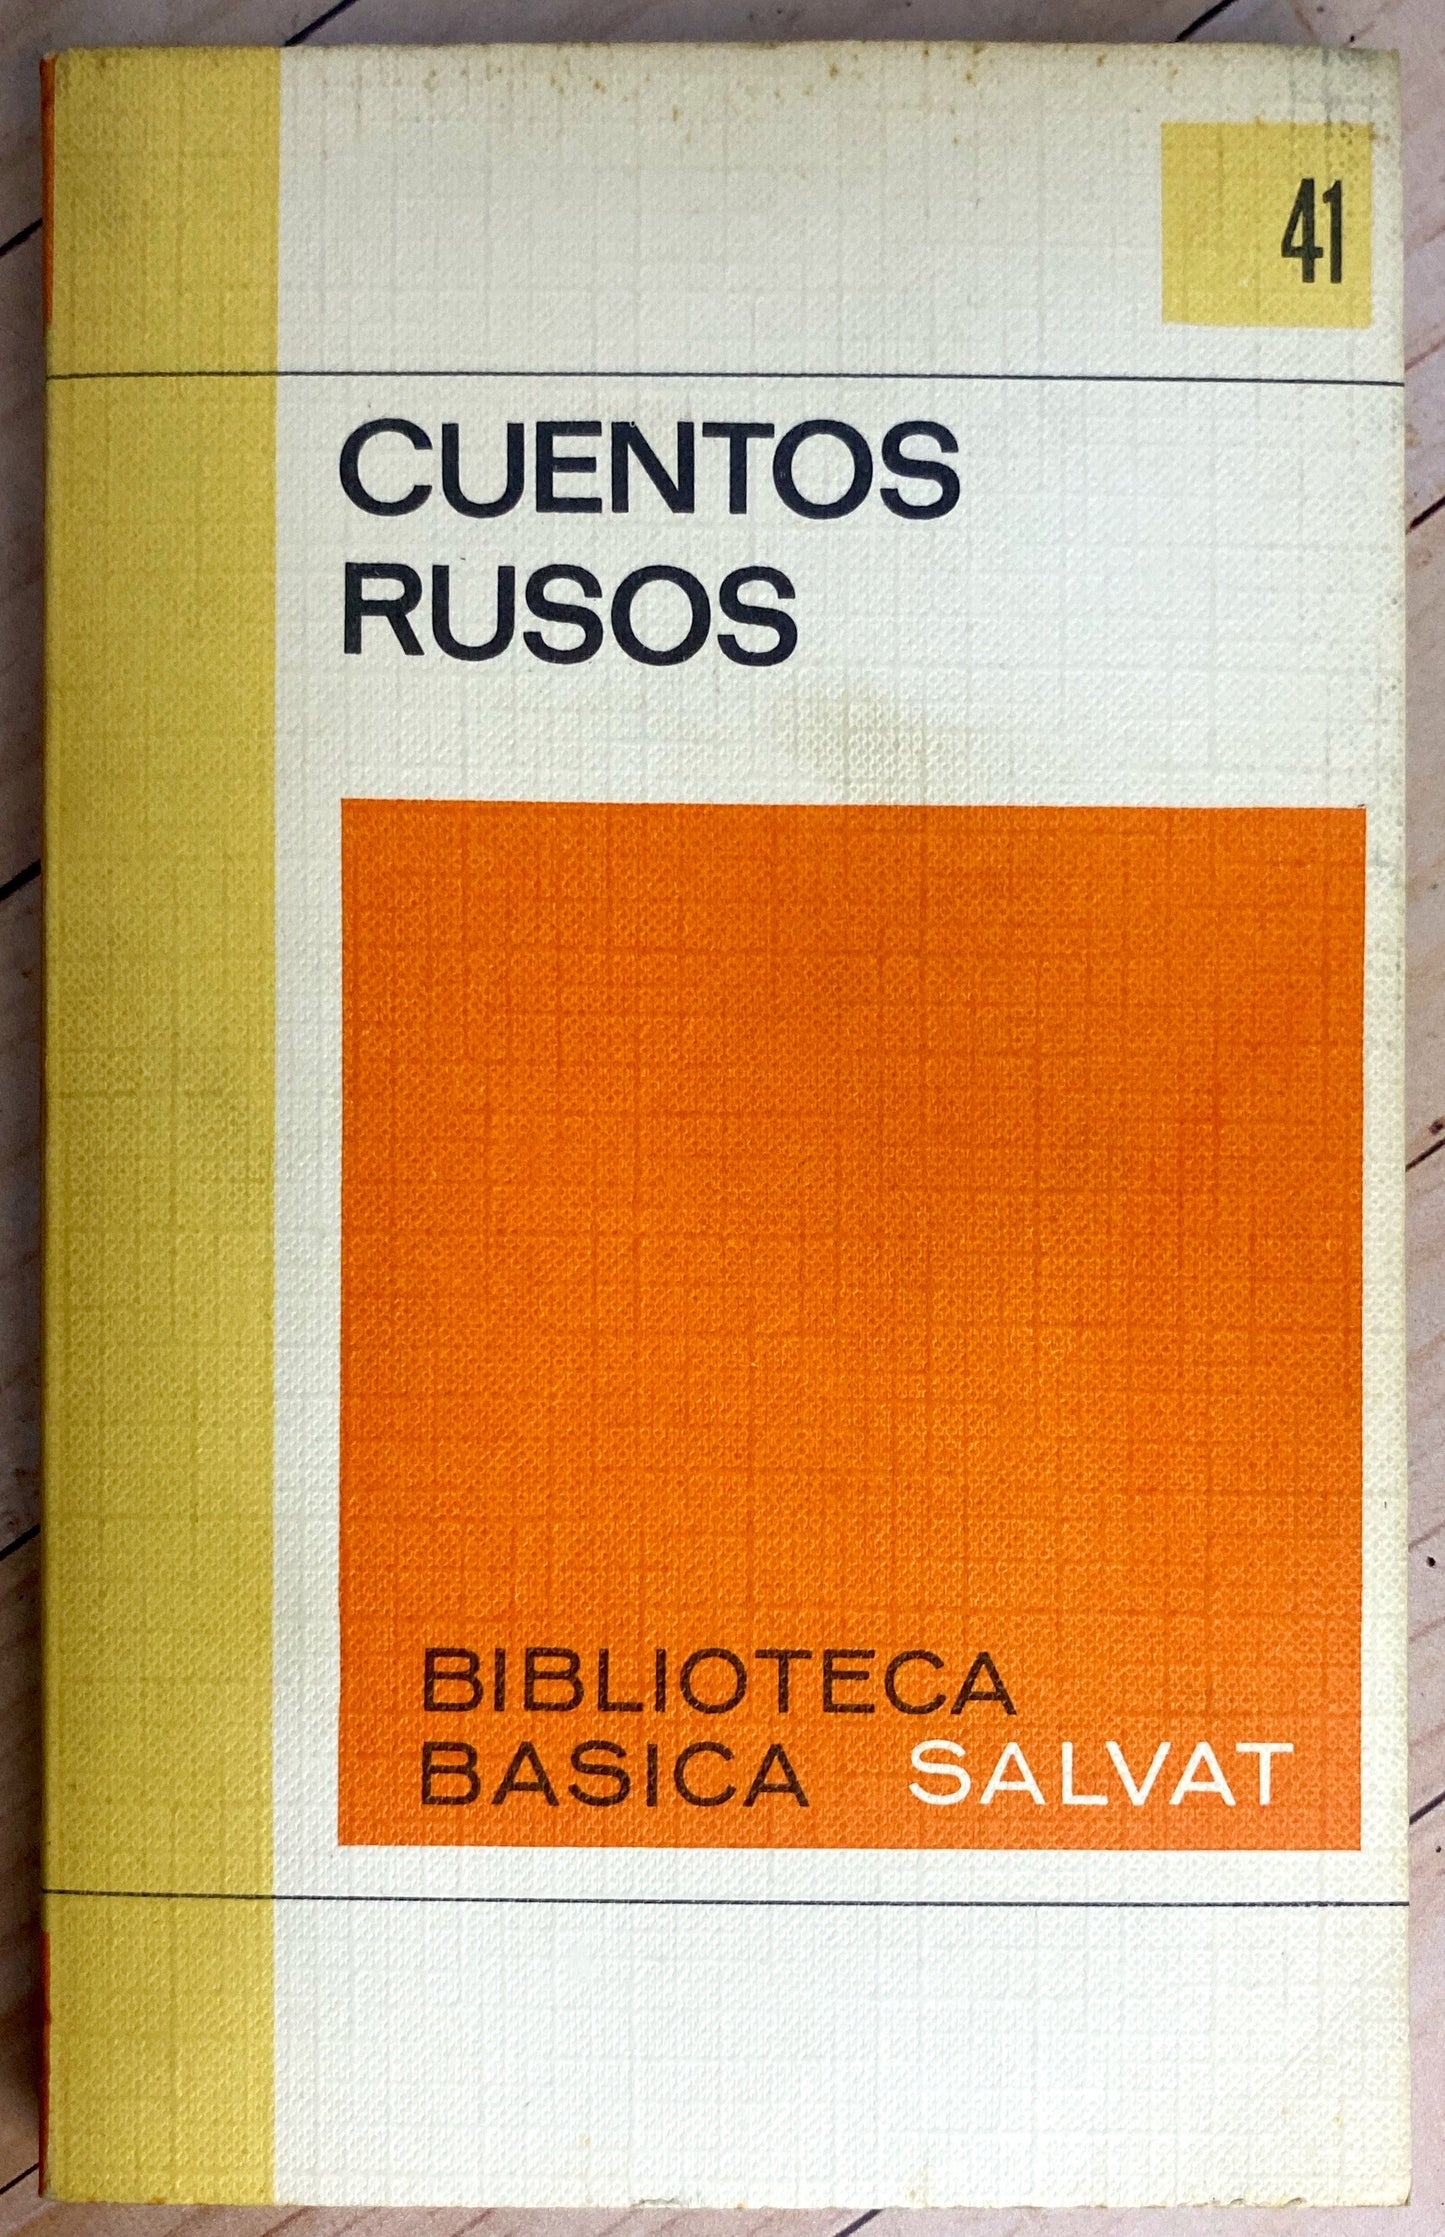 41
CUENTOS
RUSOS
BIBLIOTECA
BASICA SALVAT